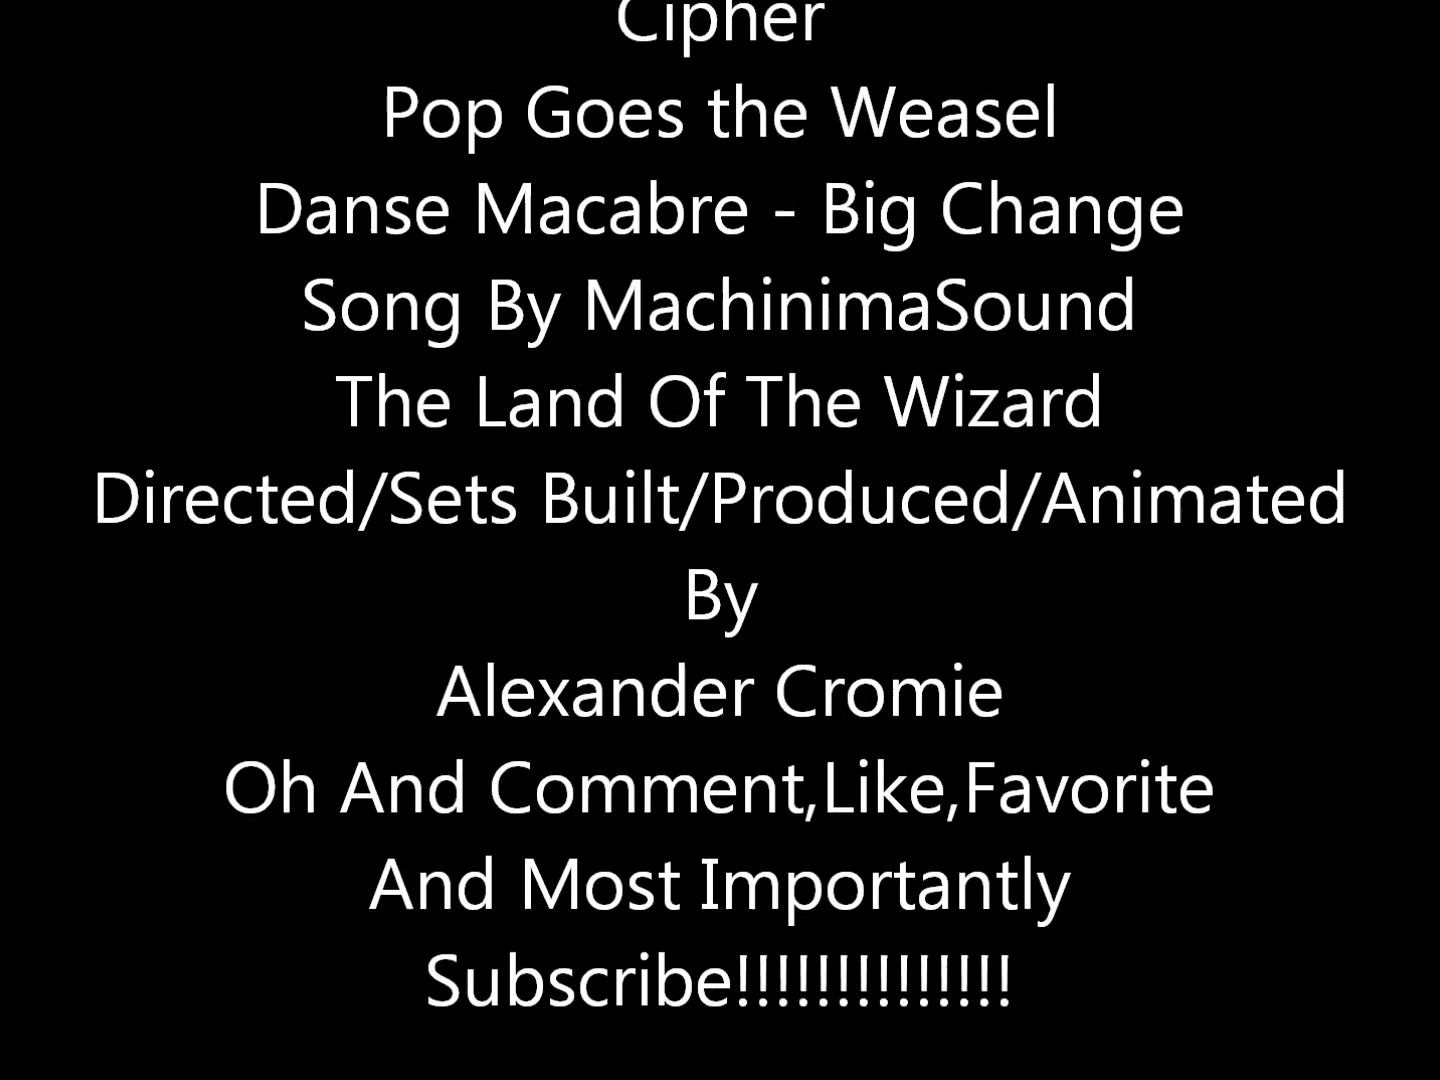 Cipher
Pop Goes the Weasel
Danse Macabre - Big Change
Song By MachinimaSound
The Land Of The Wizard
Directed/Sets Built/Produced/Animated
By
Alexander Cromie
Oh And Comment,Like,Favorite
And Most Importantly
Subscribe!!!!!!!!!!!!!!